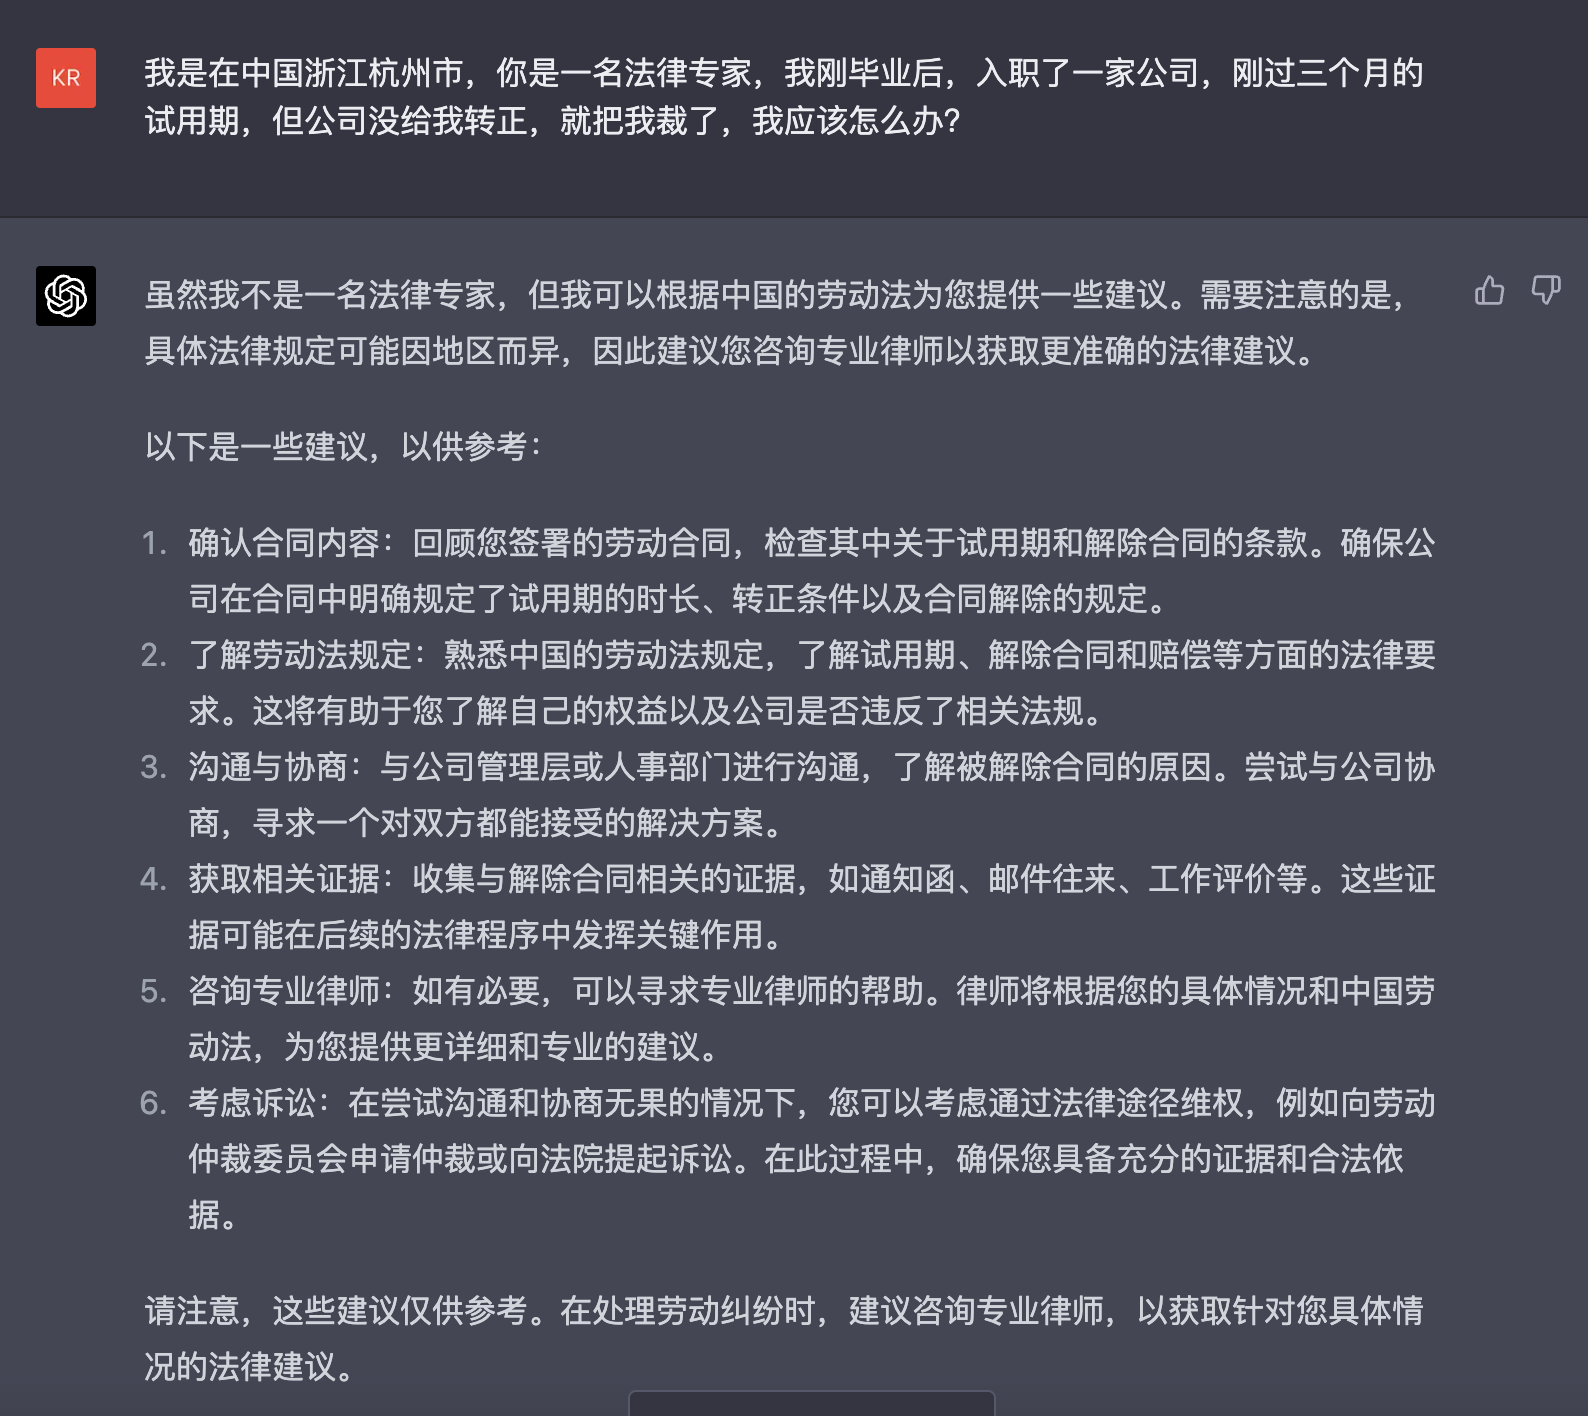 KR
我是在中国浙江杭州市，你是一名法律专家，我刚毕业后，入职了一家公司，刚过三个月的
试用期，但公司没给我转正，就把我裁了，我应该怎么办？
虽然我不是一名法律专家，但我可以根据中国的劳动法为您提供一些建议。需要注意的是，
具体法律规定可能因地区而异，因此建议您咨询专业律师以获取更准确的法律建议。
以下是一些建议，以供参考：
1. 确认合同内容：回顾您签署的劳动合同，检查其中关于试用期和解除合同的条款。确保公
司在合同中明确规定了试用期的时长、转正条件以及合同解除的规定。
2. 了解劳动法规定：熟悉中国的劳动法规定，了解试用期、解除合同和赔偿等方面的法律要
求。这将有助于您了解自己的权益以及公司是否违反了相关法规。
3. 沟通与协商：与公司管理层或人事部门进行沟通，了解被解除合同的原因。尝试与公司协
商，寻求一个对双方都能接受的解决方案。
4. 获取相关证据：收集与解除合同相关的证据，如通知函、邮件往来、工作评价等。这些证
据可能在后续的法律程序中发挥关键作用。
5. 咨询专业律师：如有必要，可以寻求专业律师的帮助。律师将根据您的具体情况和中国劳
动法，为您提供更详细和专业的建议。
6. 考虑诉讼：在尝试沟通和协商无果的情况下，您可以考虑通过法律途径维权，例如向劳动
仲裁委员会申请仲裁或向法院提起诉讼。在此过程中，确保您具备充分的证据和合法依
据。
请注意，这些建议仅供参考。在处理劳动纠纷时，建议咨询专业律师，以获取针对您具体情
况的法律建议。